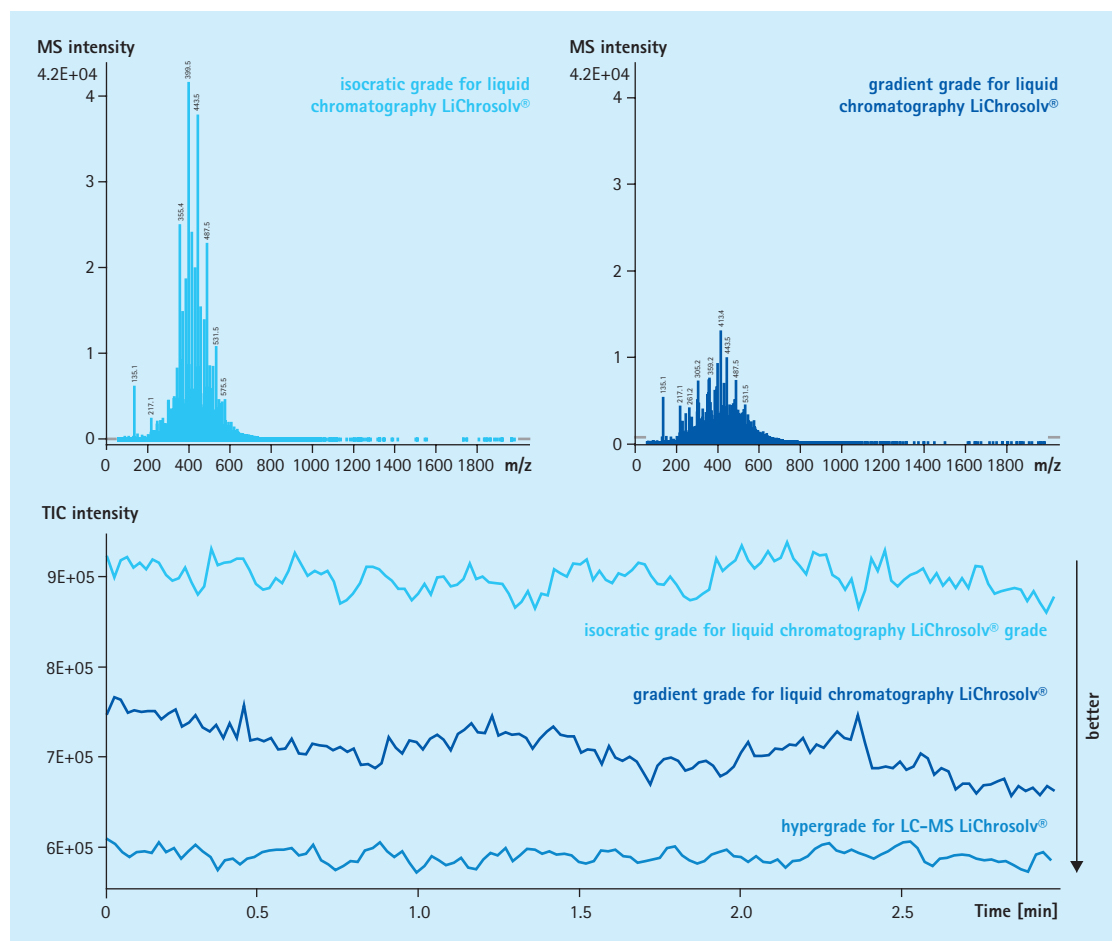 MS intensity
4.2E+04
4
3
2
1
0
isocratic grade for liquid
chromatography LiChrosolv®
135.1
217.1
355.4
399.5
443.5
487.5
531.5
575.5
0 200 400 600 800 1000 1200 1400 1600 1800 m/z
MS intensity
4.2E+04
4
3
2
1
0
gradient grade for liquid
chromatography LiChrosolv®
135.1
217.1
261.2
305.2
359.2
413.4
443.5
487.5
531.5
0 200 400 600 800 1000 1200 1400 1600 1800 m/z
TIC intensity
9E+05
8E+05
7E+05
6E+05
isocratic grade for liquid chromatography LiChrosolv® grade
gradient grade for liquid chromatography LiChrosolv®
hypergrade for LC-MS LiChrosolv®
better
0 0.5 1.0 1.5 2.0 2.5 Time [min]